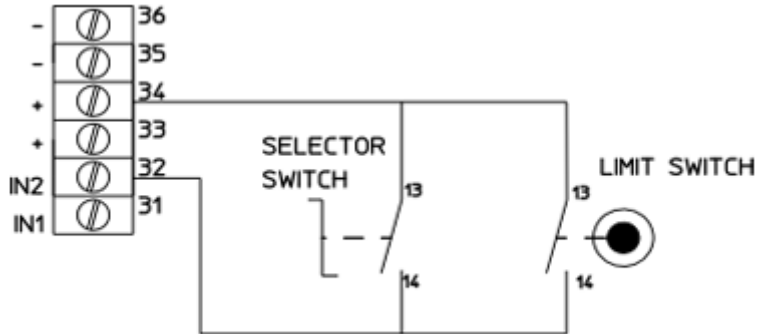 - 36
- 35
+ 34
+ 33
IN2 32
IN1 31
SELECTOR
SWITCH
13
14
LIMIT SWITCH
13
14